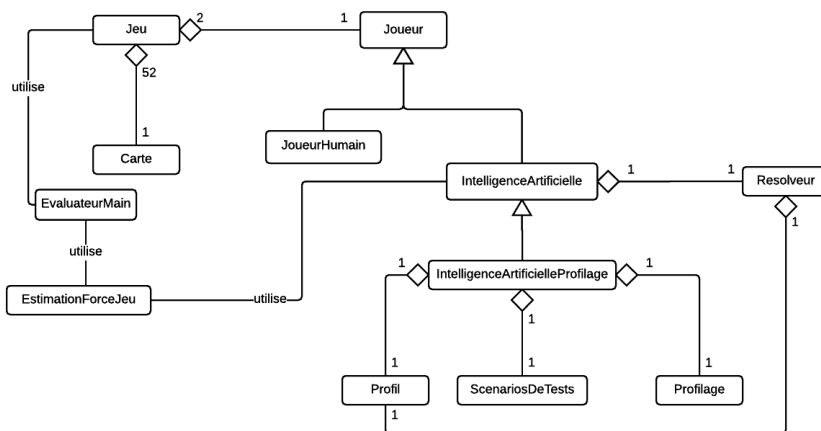 Jeu
2
1
Joueur
52
utilise
1
Carte
JoueurHumain
IntelligenceArtificielle
1
1
Resolveur
EvaluateurMain
1
utilise
1
IntelligenceArtificielleProfilage
1
EstimationForceJeu
utilise
1
1
1
1
Profil
ScenariosDeTests
Profilage
1